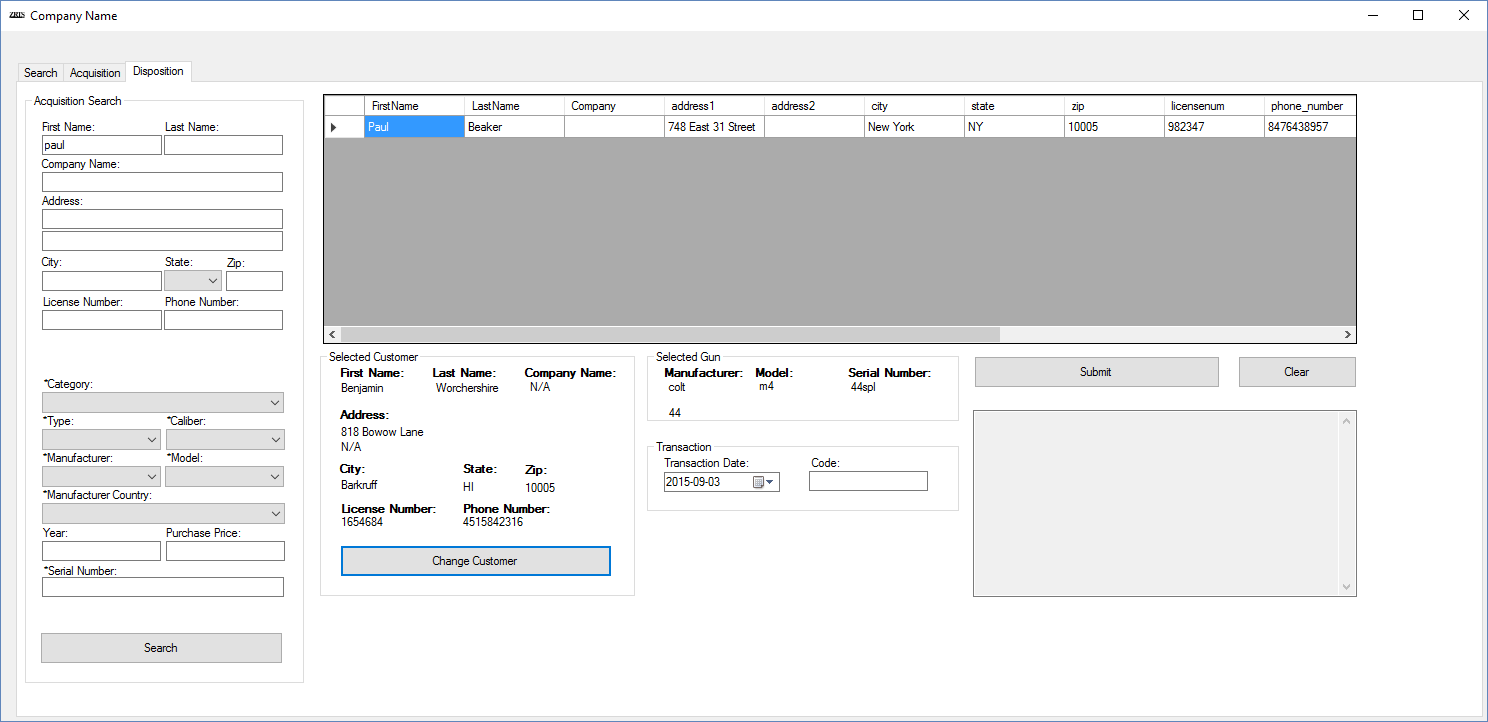 ZRIS Company Name
Search Acquisition Disposition
Acquisition Search
First Name: Last Name:
paul
Company Name:
Address:
City: State: Zip:
License Number: Phone Number:
*Category:
*Type: *Caliber:
*Manufacturer: *Model:
*Manufacturer Country:
Year: Purchase Price:
*Serial Number:
Search
FirstName LastName Company address1 address2 city state zip licensenum phone_number
Paul Beaker 748 East 31 Street New York NY 10005 982347 8476438957
Selected Customer
First Name: Last Name: Company Name:
Benjamin Worchershire N/A
Address:
818 Bowow Lane
N/A
City: State: Zip:
Barkruff HI 10005
License Number: Phone Number:
1654684 4515842316
Change Customer
Selected Gun
Manufacturer: Model: Serial Number:
colt m4 44spl
44
Transaction
Transaction Date: Code:
2015-09-03
Submit Clear